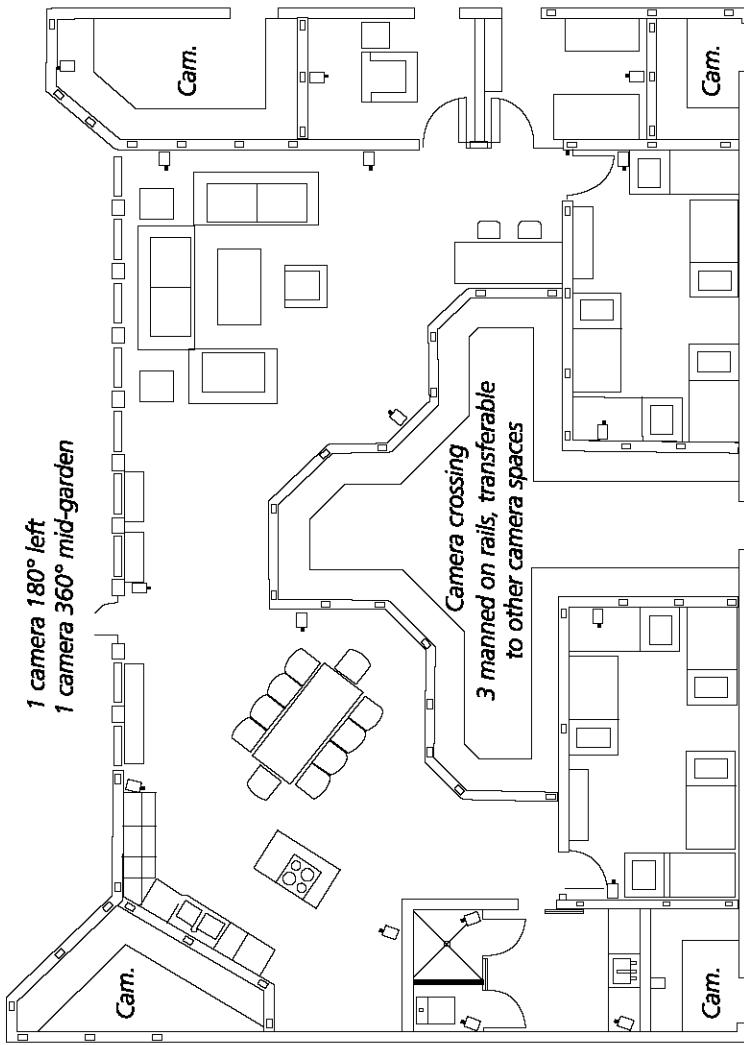 1 camera 180° left
1 camera 360° mid-garden
Cam.
Cam.
Camera crossing
3 manned on rails, transferable
to other camera spaces
Cam.
Cam.